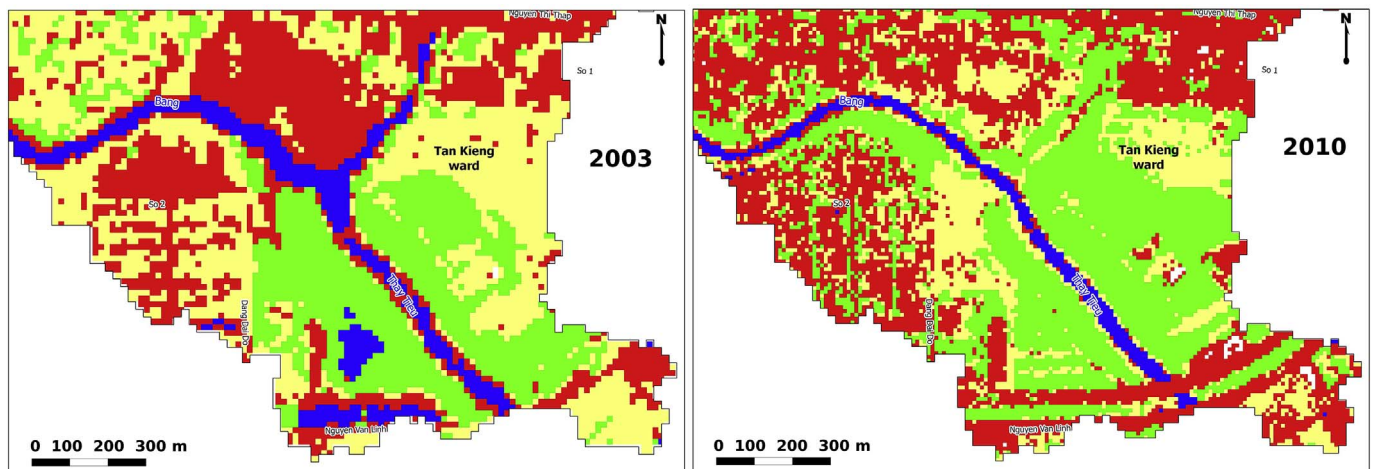 Nguyen Thi Thap
N
So 1
Bang
Tan Kieng
ward
2003
So 2
Thay Tieu
Dang Dai Do
0 100 200 300 m
Nguyen Van Linh
Nguyen Thi Thap
N
So 1
Bang
Tan Kieng
ward
2010
So 2
Thay Tieu
Dang Dai Do
Nguyen Van Linh
0 100 200 300 m